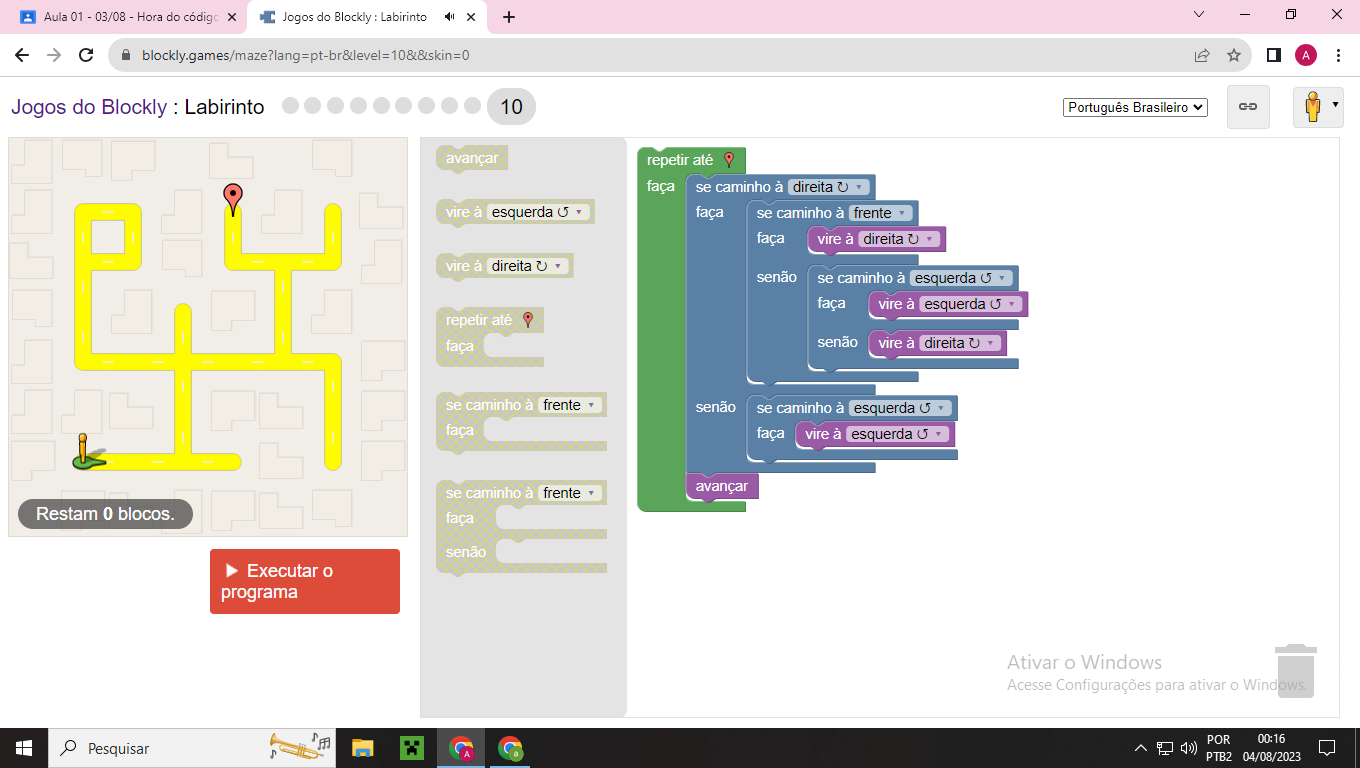 Aula 01 - 03/08 - Hora do código
Jogos do Blockly : Labirinto
blockly.games/maze?lang=pt-br&level=10&&skin=0
A
Jogos do Blockly : Labirinto
10
Português Brasileiro
Restam 0 blocos.
Executar o
programa
avançar
vire à esquerda ↺
vire à direita ↻
repetir até
faça
se caminho à frente
faça
se caminho à frente
faça
senão
repetir até
faça
se caminho à direita ↻
faça
se caminho à frente
faça
vire à direita ↻
senão
se caminho à esquerda ↺
faça
vire à esquerda ↺
senão
vire à direita ↻
senão
se caminho à esquerda ↺
faça
vire à esquerda ↺
avançar
Ativar o Windows
Acesse Configurações para ativar o Windows.
Pesquisar
A
a
POR
PTB2
00:16
04/08/2023